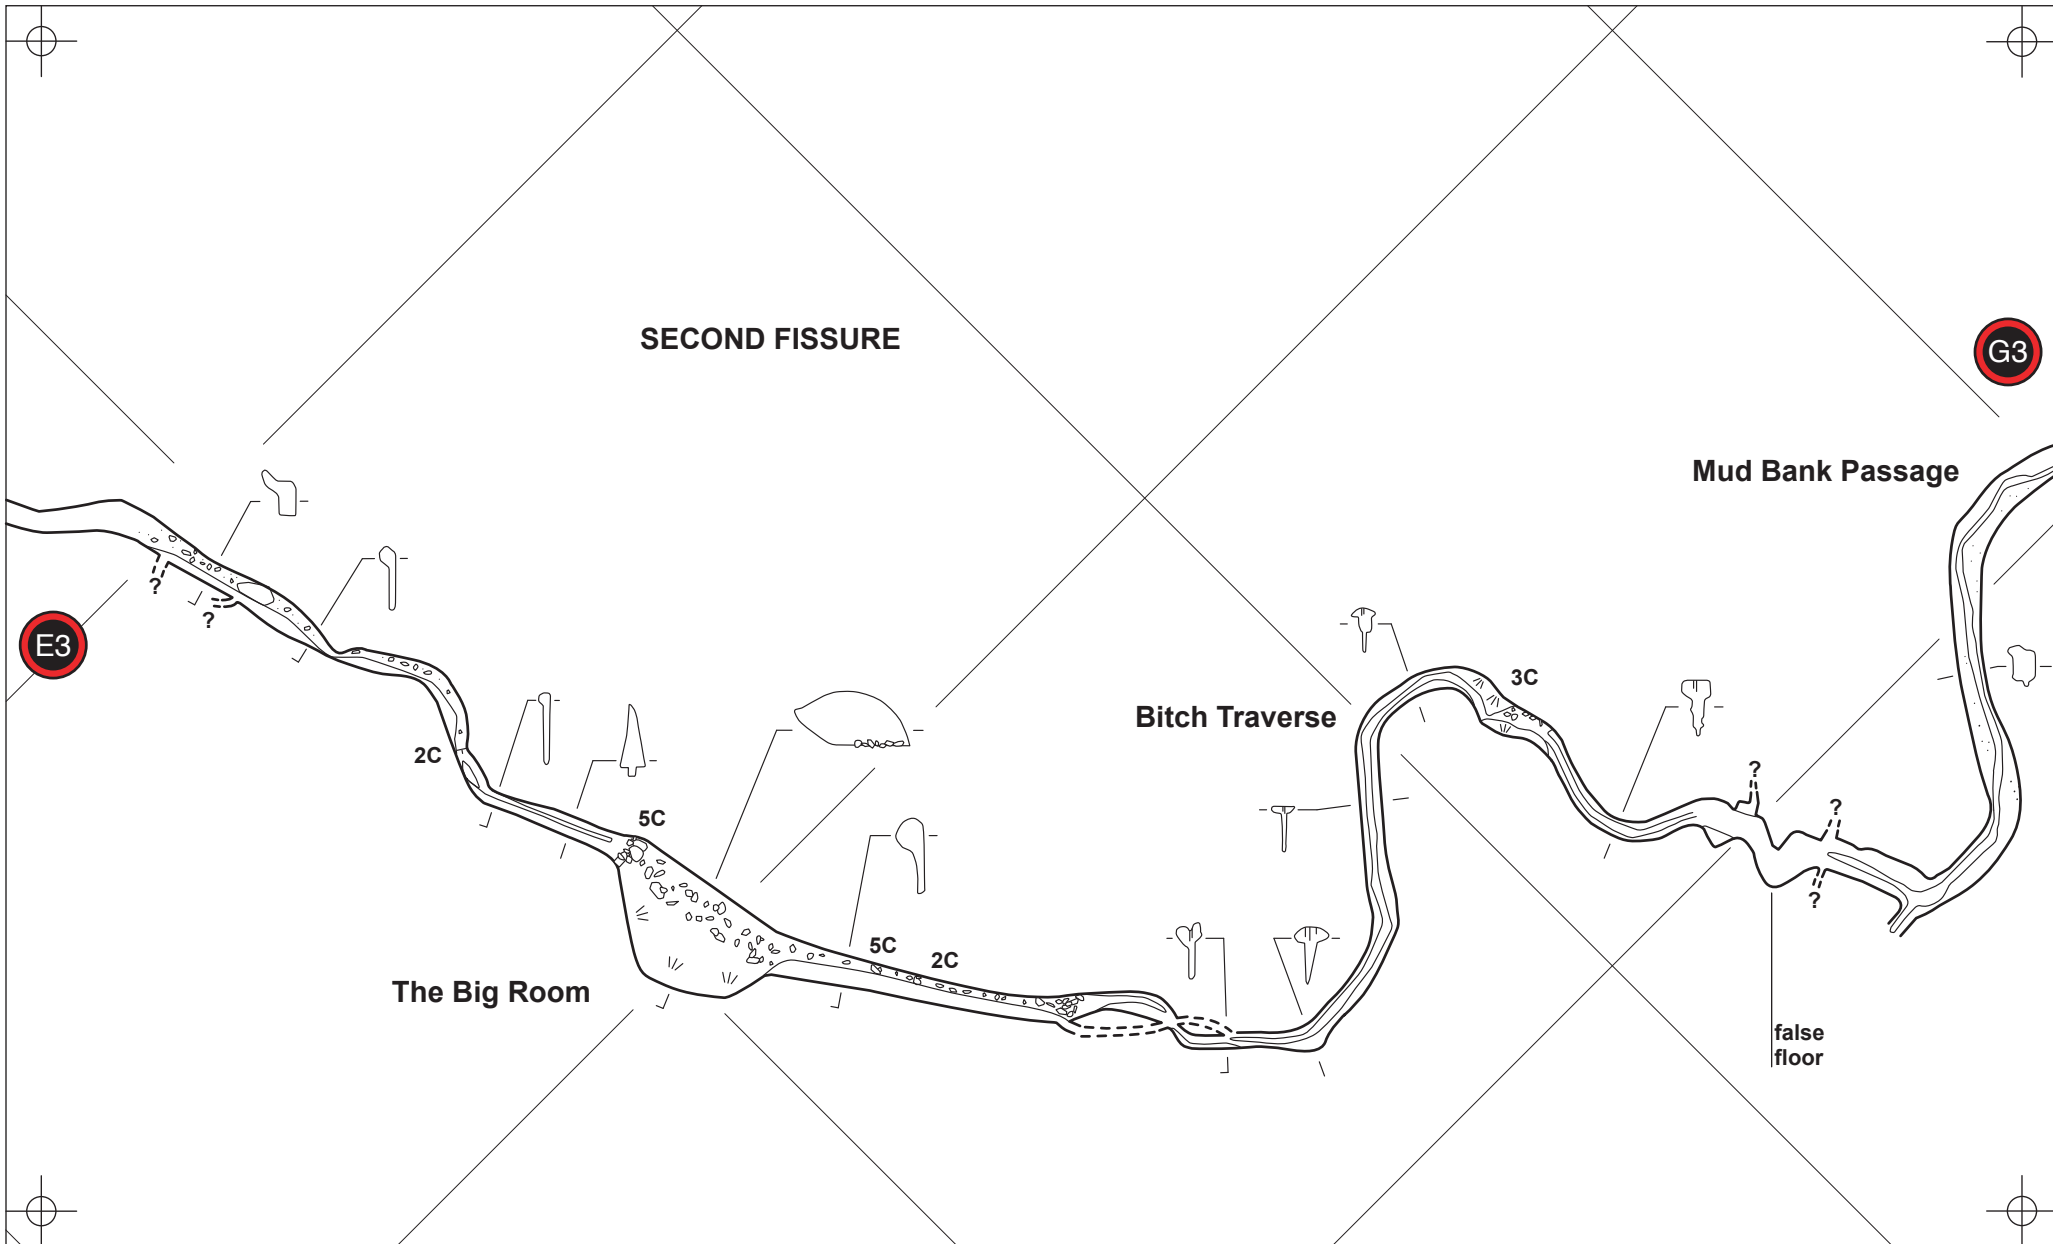 SECOND FISSURE
G3
Mud Bank Passage
?
?
E3
3C
Bitch Traverse
2C
?
?
5C
?
5C
2C
The Big Room
false
floor